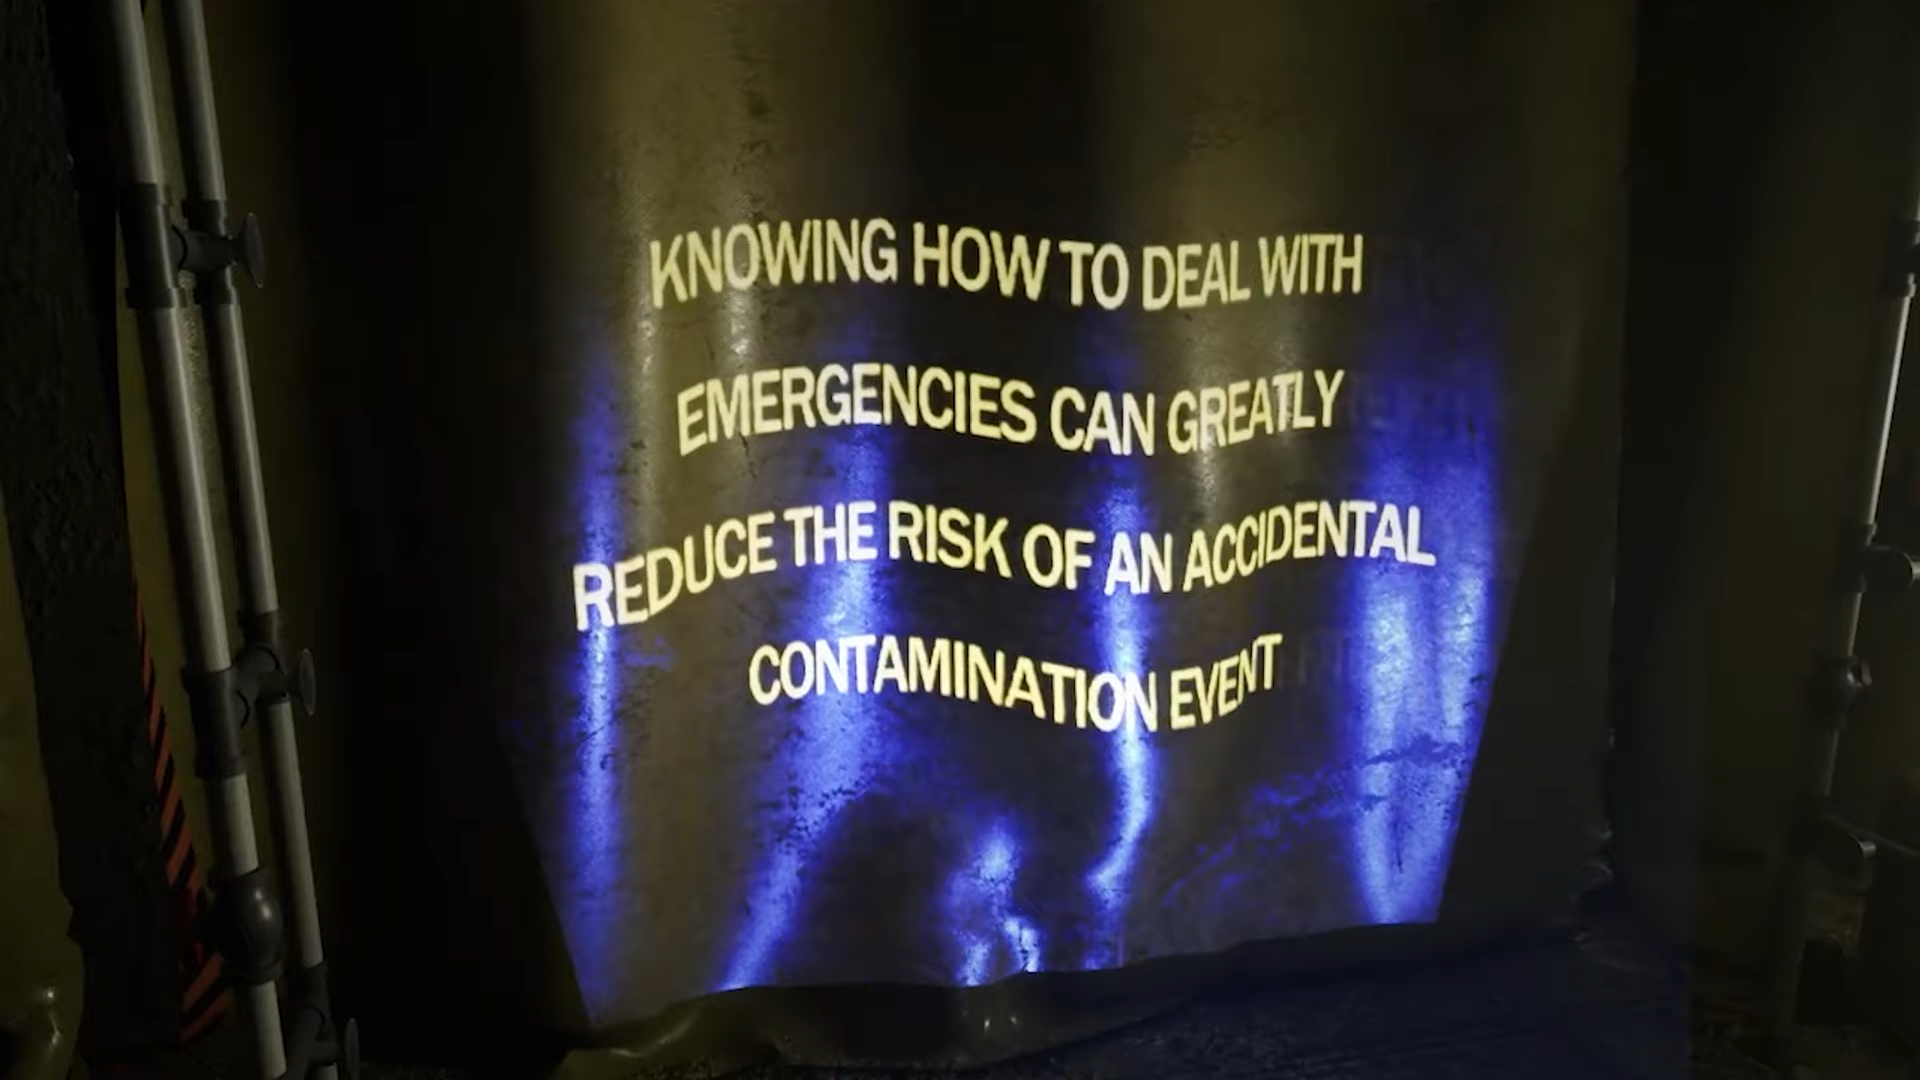 KNOWING HOW TO DEAL WITH
EMERGENCIES CAN GREATLY
REDUCE THE RISK OF AN ACCIDENTAL
CONTAMINATION EVENT